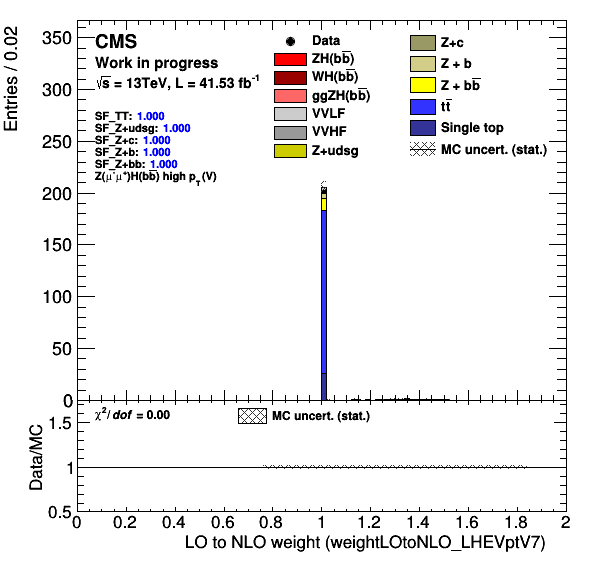 CMS
Work in progress
√s = 13TeV, L = 41.53 fb⁻¹
SF_TT: 1.000
SF_Z+udsg: 1.000
SF_Z+c: 1.000
SF_Z+b: 1.000
SF_Z+bb: 1.000
Z(μ⁻μ⁺)H(bb̅) high p_T (V)
Data
ZH(bb̅)
WH(bb̅)
ggZH(bb̅)
VVLF
VVHF
Z+udsg
Z+c
Z + b
Z + bb̅
tt̅
Single top
MC uncert. (stat.)
Entries / 0.02
350
300
250
200
150
100
50
0
χ²/dof = 0.00
MC uncert. (stat.)
Data/MC
1.5
1
0.5
0 0.2 0.4 0.6 0.8 1 1.2 1.4 1.6 1.8 2
LO to NLO weight (weightLOtoNLO_LHEVptV7)